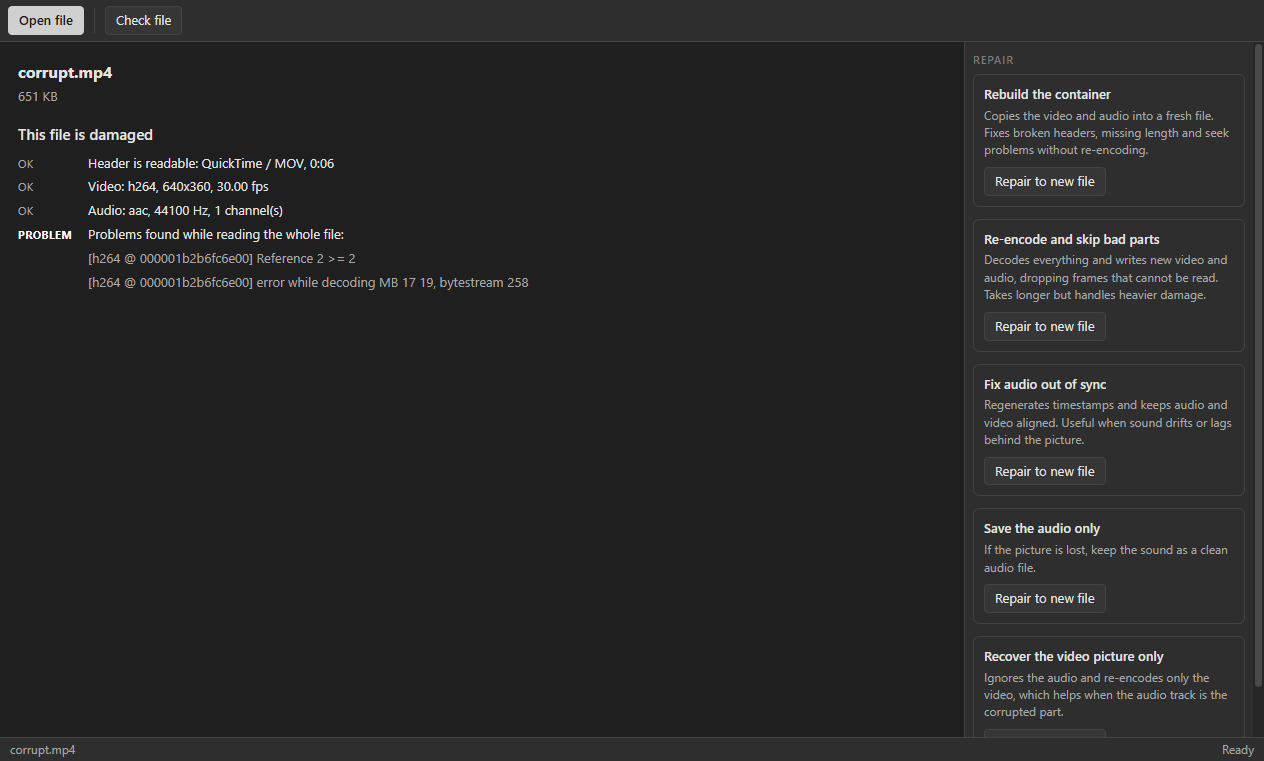 Open file
Check file
corrupt.mp4
651 KB
This file is damaged
OK Header is readable: QuickTime / MOV, 0:06
OK Video: h264, 640x360, 30.00 fps
OK Audio: aac, 44100 Hz, 1 channel(s)
PROBLEM Problems found while reading the whole file:
[h264 @ 000001b2b6fc6e00] Reference 2 >= 2
[h264 @ 000001b2b6fc6e00] error while decoding MB 17 19, bytestream 258
REPAIR
Rebuild the container
Copies the video and audio into a fresh file.
Fixes broken headers, missing length and seek
problems without re-encoding.
Repair to new file
Re-encode and skip bad parts
Decodes everything and writes new video and
audio, dropping frames that cannot be read.
Takes longer but handles heavier damage.
Repair to new file
Fix audio out of sync
Regenerates timestamps and keeps audio and
video aligned. Useful when sound drifts or lags
behind the picture.
Repair to new file
Save the audio only
If the picture is lost, keep the sound as a clean
audio file.
Repair to new file
Recover the video picture only
Ignores the audio and re-encodes only the
video, which helps when the audio track is the
corrupted part.
corrupt.mp4
Ready